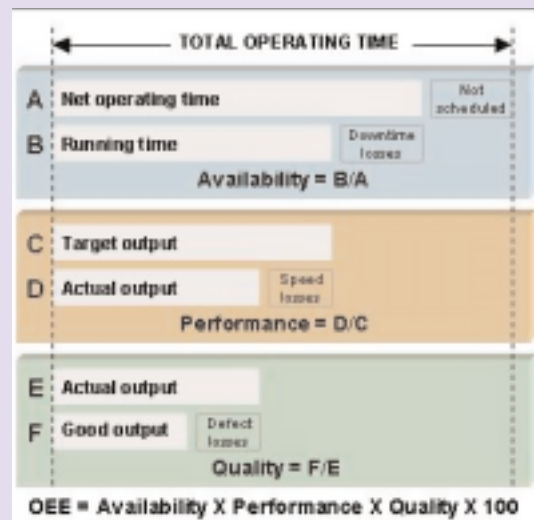 TOTAL OPERATING TIME
A Net operating time Not scheduled
B Running time Downtime losses
Availability = B/A
C Target output
D Actual output Speed losses
Performance = D/C
E Actual output
F Good output Defect losses
Quality = F/E
OEE = Availability X Performance X Quality X 100